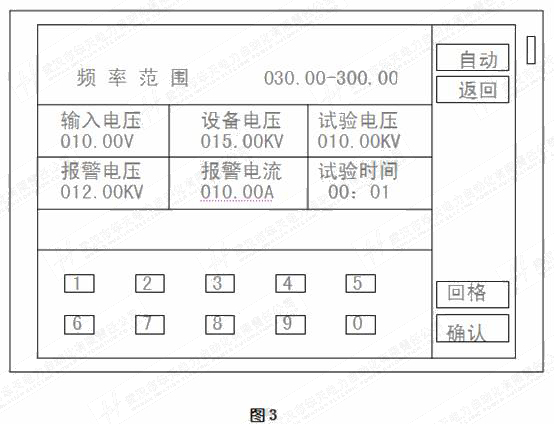 频率范围 030.00-300.00
自动
返回
输入电压 设备电压 试验电压
010.00V 015.00KV 010.00KV
报警电压 报警电流 试验时间
012.00KV 010.00A 00: 01
1 2 3 4 5
6 7 8 9 0
回格
确认
图3